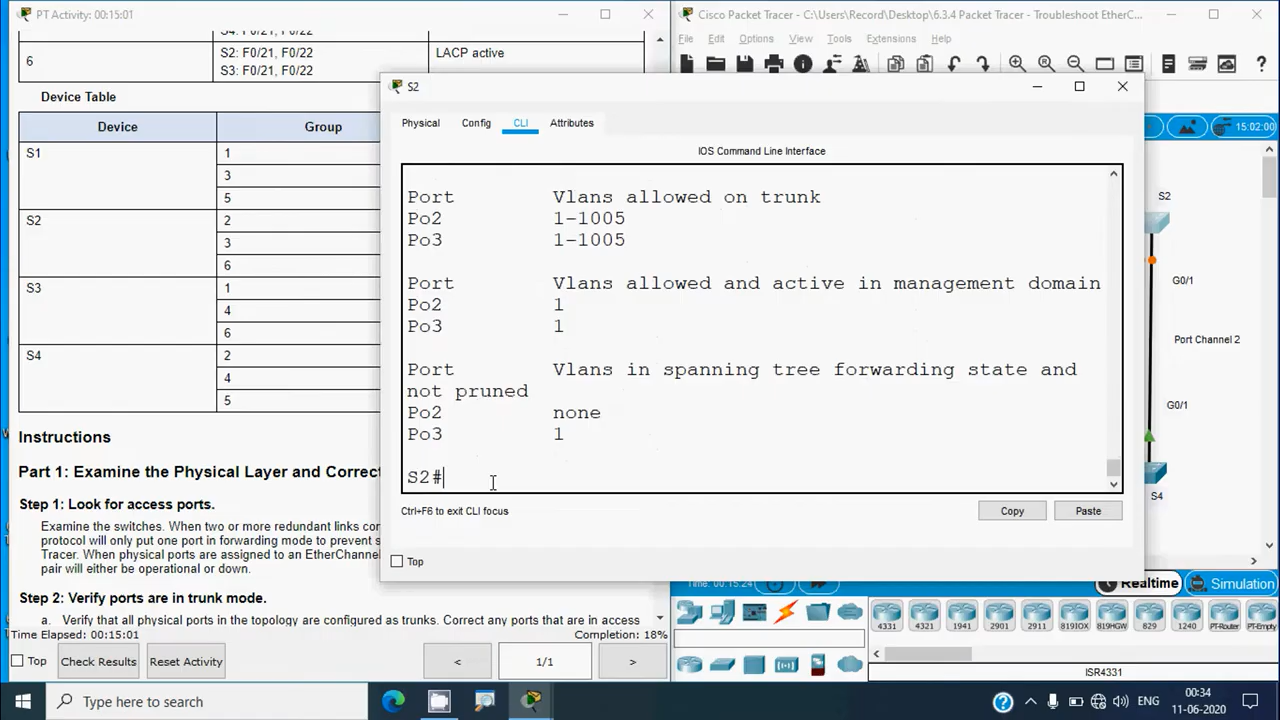 PT Activity: 00:15:01
S4: F0/21, F0/22
6
S2: F0/21, F0/22
S3: F0/21, F0/22
LACP active
Device Table
Device
Group
S1
1
3
5
S2
2
3
6
S3
1
4
6
S4
2
4
5
Instructions
Part 1: Examine the Physical Layer and Correct
Step 1: Look for access ports.
Examine the switches. When two or more redundant links con
protocol will only put one port in forwarding mode to prevent s
Tracer. When physical ports are assigned to an EtherChannel
pair will either be operational or down.
Step 2: Verify ports are in trunk mode.
Verify that all physical ports in the topology are configured as trunks. Correct any ports that are in access
Time Elapsed: 00:15:01
Completion: 18%
Top
Check Results
Reset Activity
<
1/1
>
Cisco Packet Tracer - C:\Users\Record\Desktop\6.3.4 Packet Tracer - Troubleshoot EtherC...
File Edit Options View Tools Extensions Help
15:02:00
S2
Physical Config CLI Attributes
IOS Command Line Interface
Port Vlans allowed on trunk
Po2 1-1005
Po3 1-1005
Port Vlans allowed and active in management domain
Po2 1
Po3 1
Port Vlans in spanning tree forwarding state and
not pruned
Po2 none
Po3 1
S2#
Ctrl+F6 to exit CLI focus
Copy
Paste
Top
S2
G0/1
Port Channel 2
G0/1
S4
Time: 00:15:24
Realtime
Simulation
4331 4321 1941 2901 2911 819IOX 819HGW 829 1240 PT-Router PT-Empty
ISR4331
Type here to search
ENG
00:34
11-06-2020